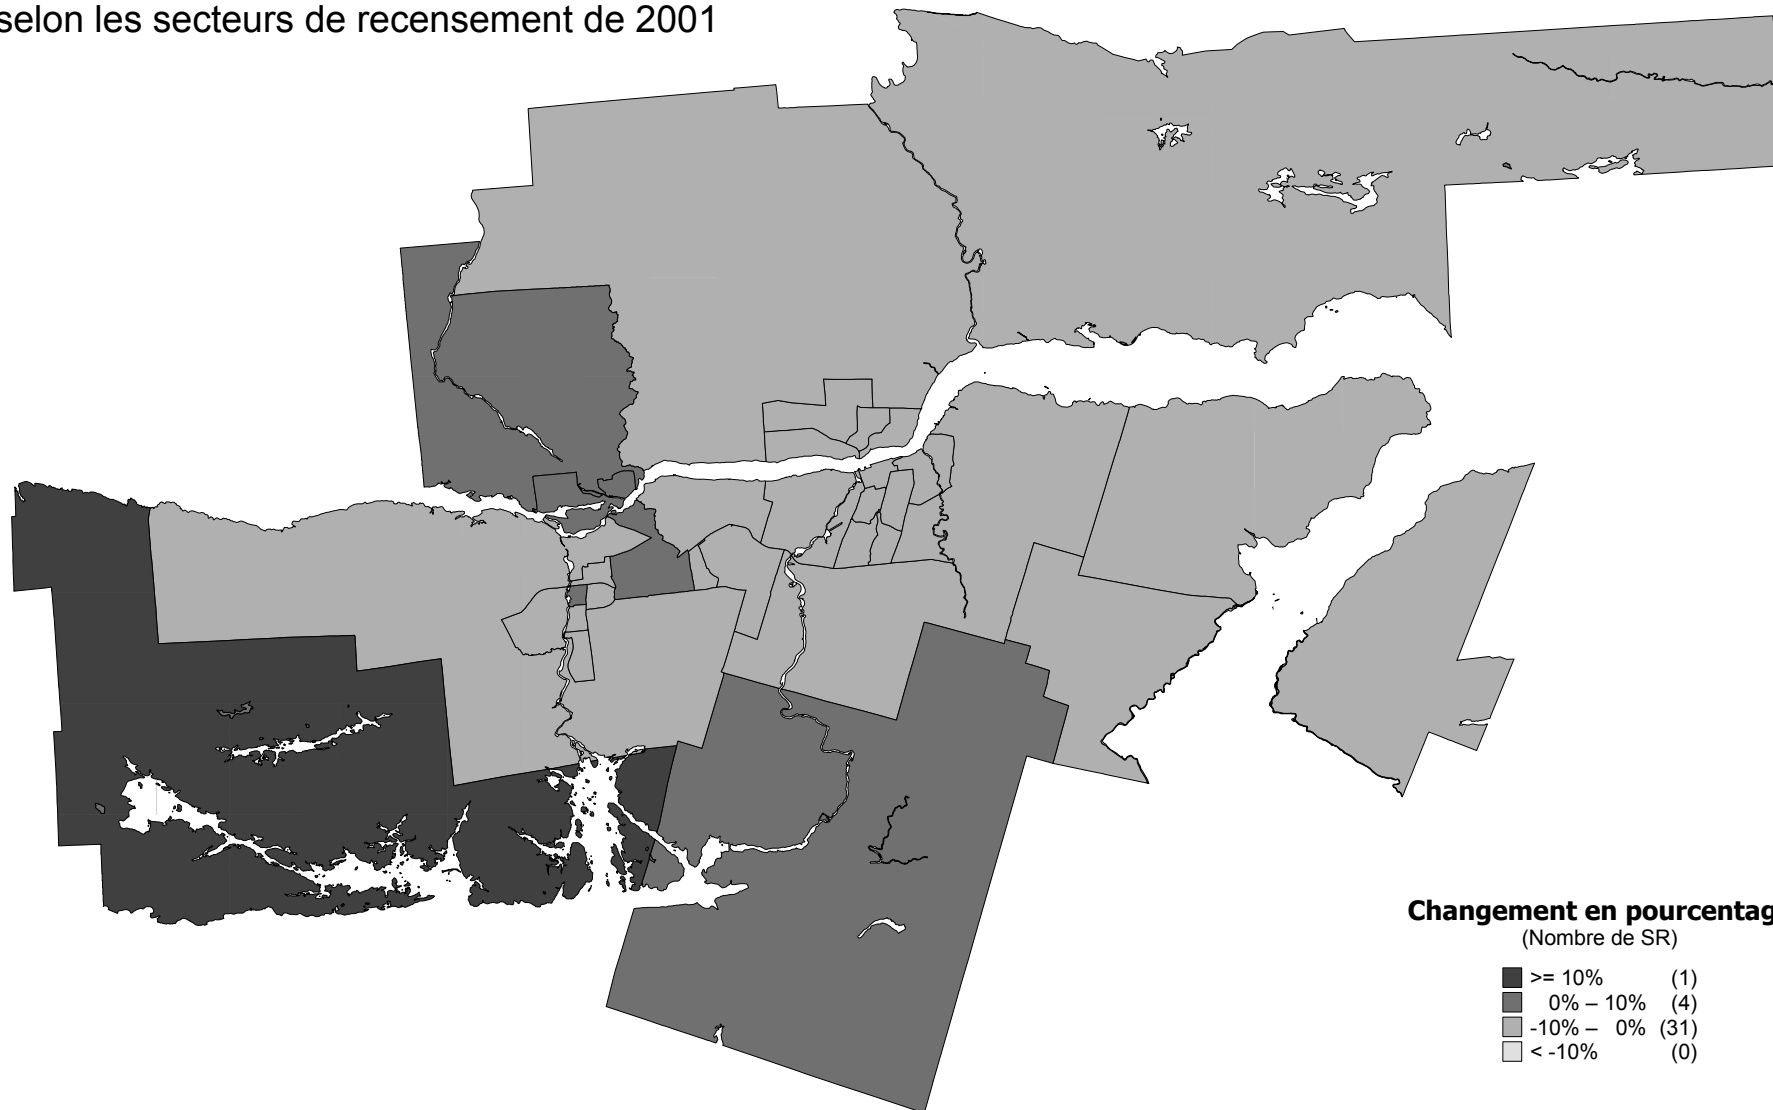 selon les secteurs de recensement de 2001
Changement en pourcentag
(Nombre de SR)
>= 10% (1)
0% – 10% (4)
-10% – 0% (31)
< -10% (0)